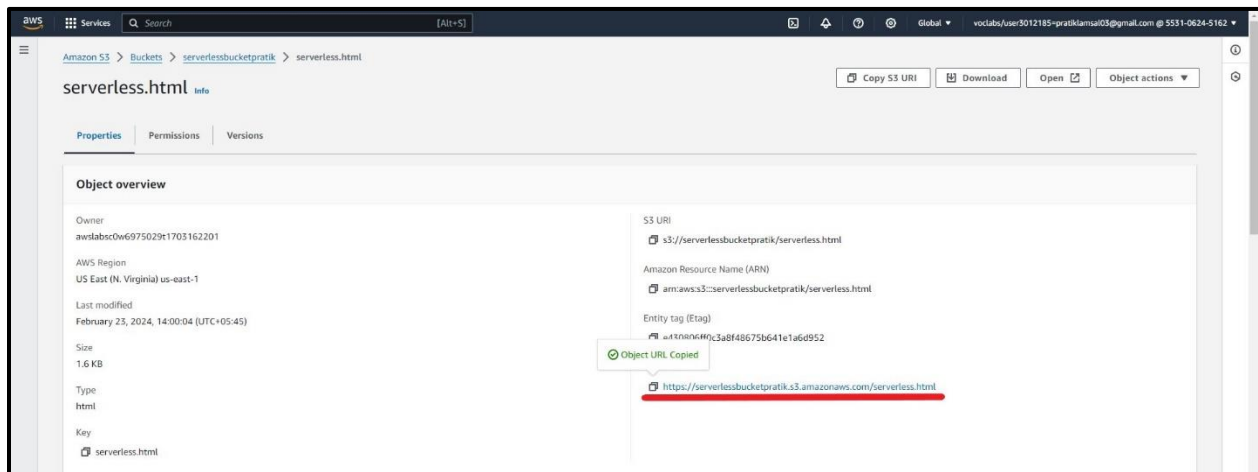 aws Services Search [Alt+S] Global voclabs/user3012185=pratiklamsal03@gmail.com @ 5531-0624-5162
Amazon S3 > Buckets > serverlessbucketpratik > serverless.html
serverless.html Info
Copy S3 URI Download Open Object actions
Properties Permissions Versions
Object overview
Owner
awslabsc0w6975029t1703162201
AWS Region
US East (N. Virginia) us-east-1
Last modified
February 23, 2024, 14:00:04 (UTC+05:45)
Size
1.6 KB
Type
html
Key
serverless.html
S3 URI
s3://serverlessbucketpratik/serverless.html
Amazon Resource Name (ARN)
arn:aws:s3:::serverlessbucketpratik/serverless.html
Entity tag (Etag)
e430806ff0c3a8f48675b641e1a6d952
Object URL Copied
https://serverlessbucketpratik.s3.amazonaws.com/serverless.html